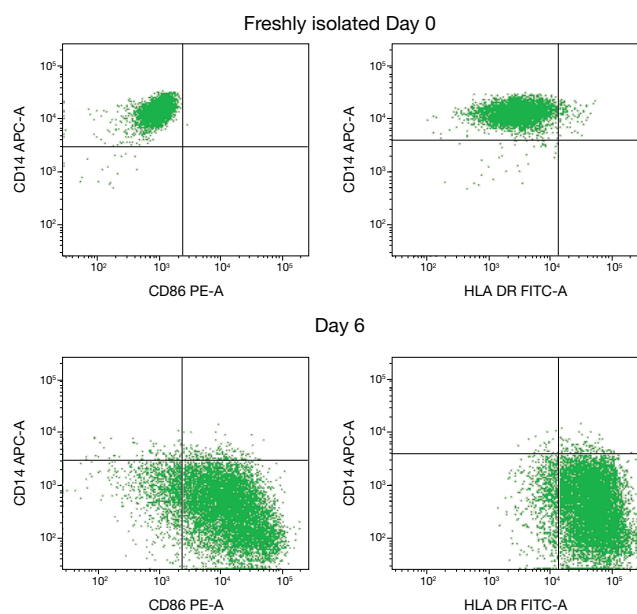 Freshly isolated Day 0
CD14 APC-A
10⁵
10⁴
10³
10²
10² 10³ 10⁴ 10⁵
CD86 PE-A
CD14 APC-A
10⁵
10⁴
10³
10²
10² 10³ 10⁴ 10⁵
HLA DR FITC-A
Day 6
CD14 APC-A
10⁵
10⁴
10³
10²
10² 10³ 10⁴ 10⁵
CD86 PE-A
CD14 APC-A
10⁵
10⁴
10³
10²
10² 10³ 10⁴ 10⁵
HLA DR FITC-A